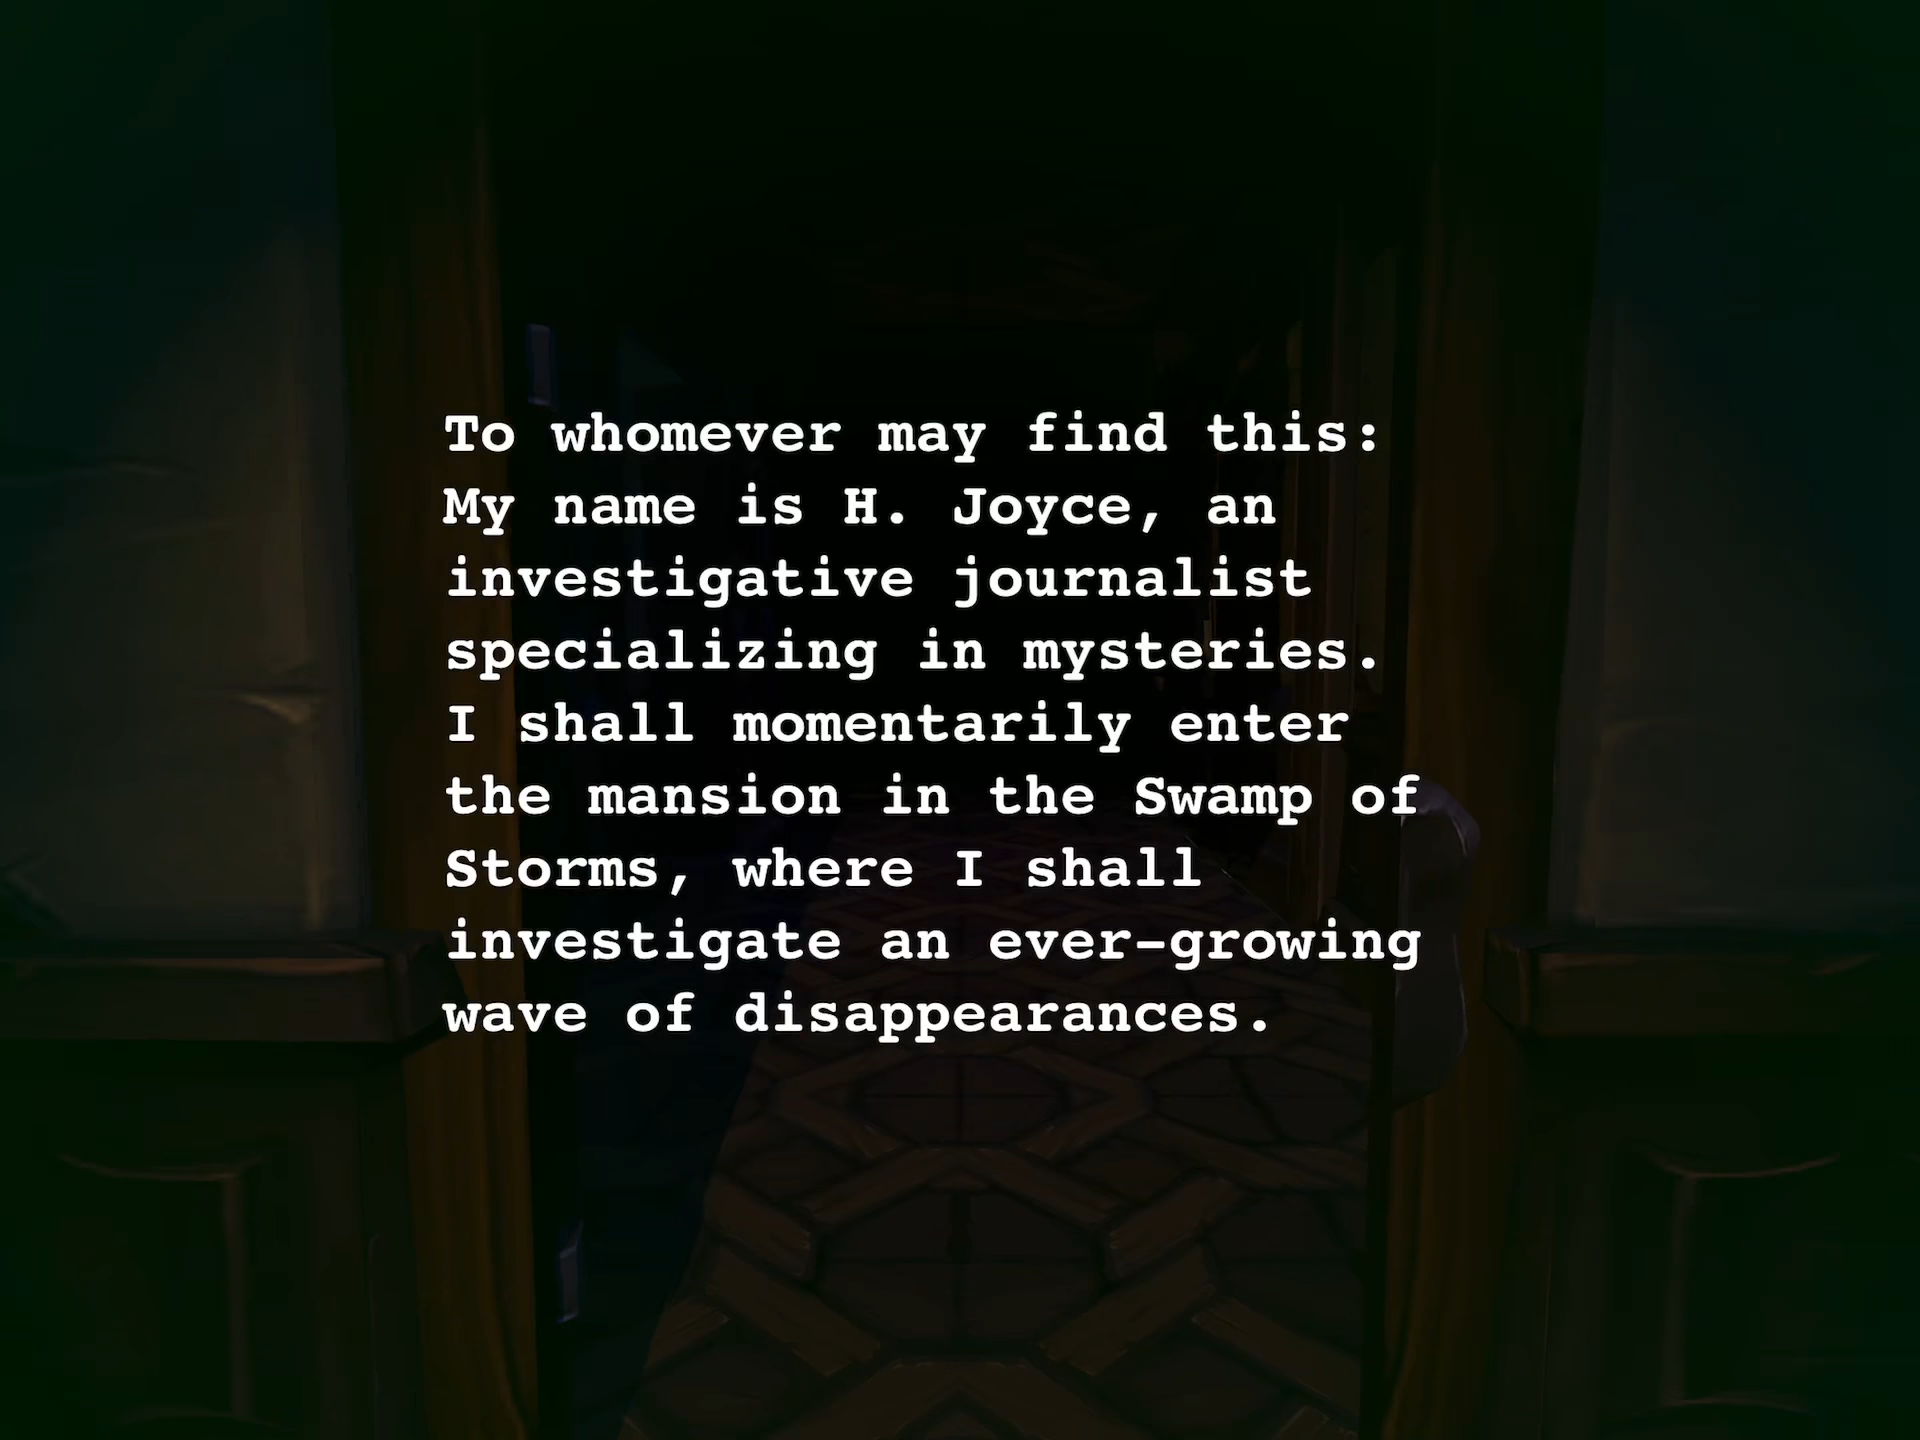 To whomever may find this:
My name is H. Joyce, an
investigative journalist
specializing in mysteries.
I shall momentarily enter
the mansion in the Swamp of
Storms, where I shall
investigate an ever-growing
wave of disappearances.